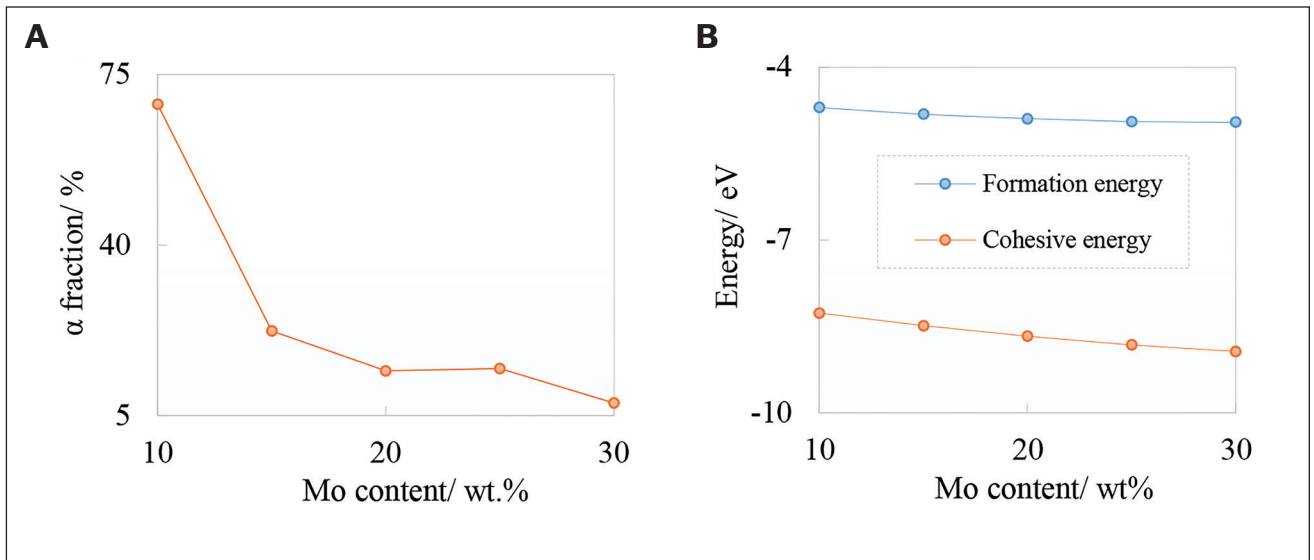 A
75
40
5
α fraction/ %
10
20
30
Mo content/ wt.%
B
-4
-7
-10
Energy/ eV
Formation energy
Cohesive energy
10
20
30
Mo content/ wt%